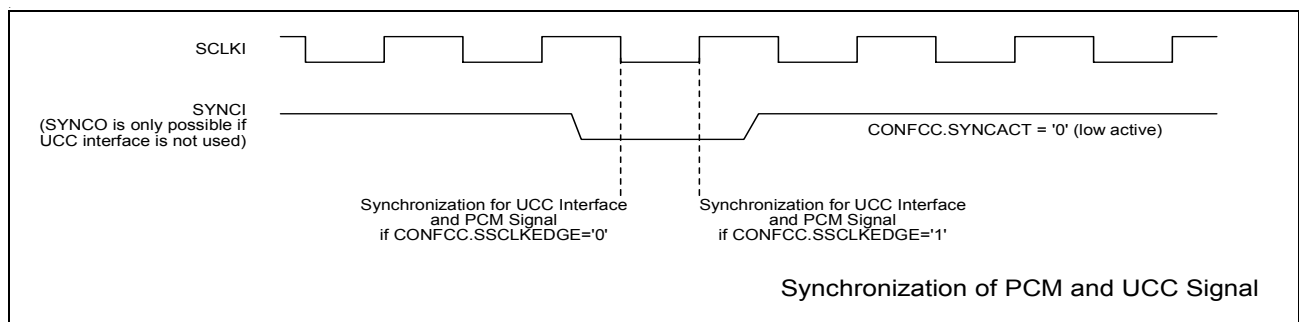 SCLKI
SYNCI
(SYNCO is only possible if
UCC interface is not used)
CONFCC.SYNCACT = '0' (low active)
Synchronization for UCC Interface
and PCM Signal
if CONFCC.SSCLKEDGE='0'
Synchronization for UCC Interface
and PCM Signal
if CONFCC.SSCLKEDGE='1'
Synchronization of PCM and UCC Signal